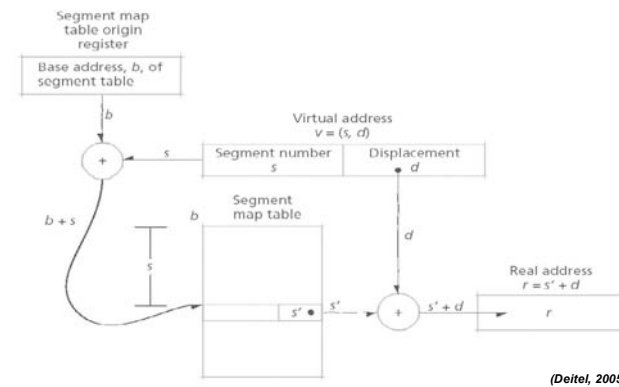 Segment map
table origin
register
Base address, b, of
segment table
b
Virtual address
v = (s, d)
Segment number
s
Displacement
d
s
+
b + s
b
Segment
map table
s
d
s'
s'
+
s' + d
Real address
r = s' + d
r
(Deitel, 2005